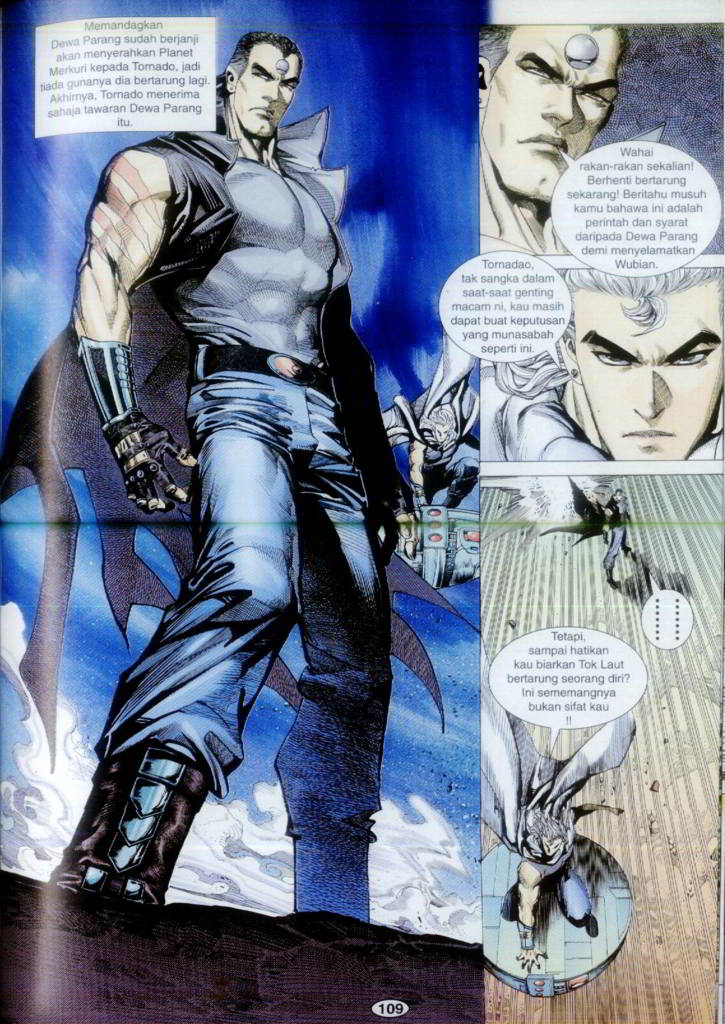 Memandagkan
Dewa Parang sudah berjanji
akan menyerahkan Planet
Merkuri kepada Tornado, jadi
tiada gunanya dia bertarung lagi.
Akhirnya, Tornado menerima
sahaja tawaran Dewa Parang
itu.
Wahai
rakan-rakan sekalian!
Berhenti bertarung
sekarang! Beritahu musuh
kamu bahawa ini adalah
perintah dan syarat
daripada Dewa Parang
demi menyelamatkan
Wubian.
Tornadao,
tak sangka dalam
saat-saat genting
macam ni, kau masih
dapat buat keputusan
yang munasabah
seperti ini.
Tetapi,
sampai hatikan
kau biarkan Tok Laut
bertarung seorang diri?
Ini sememangnya
bukan sifat kau
!!
109